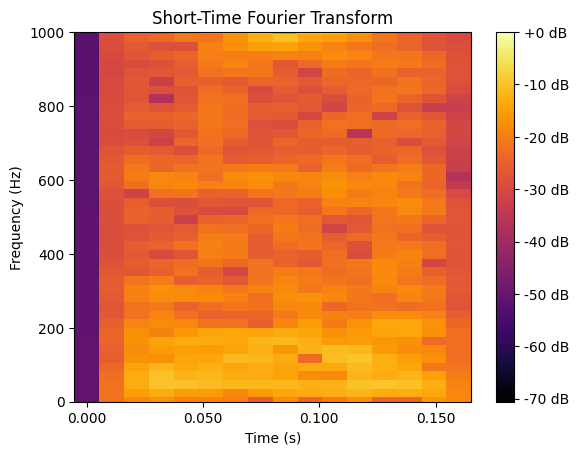 Short-Time Fourier Transform
1000
800
600
400
200
0
Frequency (Hz)
0.000
0.050
0.100
0.150
Time (s)
+0 dB
-10 dB
-20 dB
-30 dB
-40 dB
-50 dB
-60 dB
-70 dB